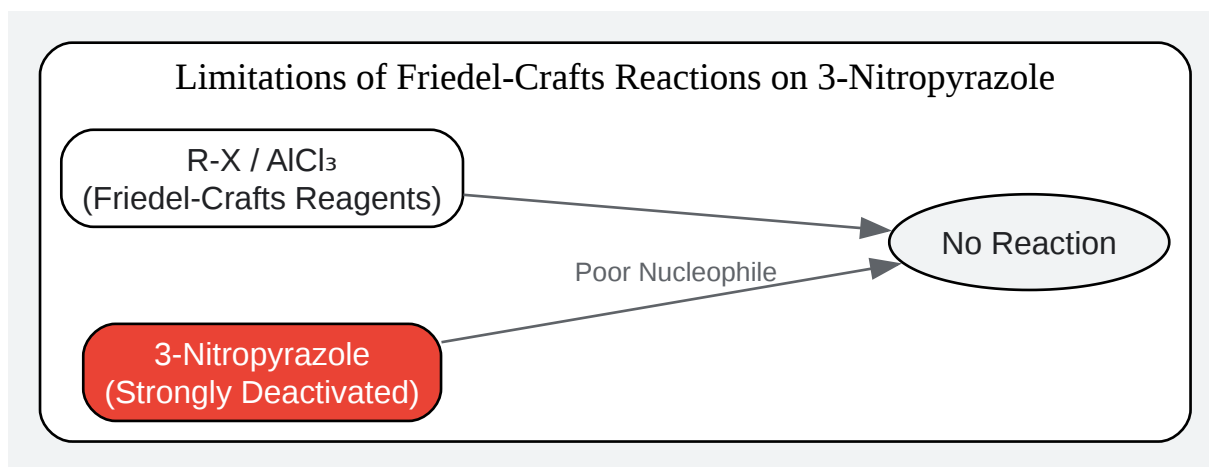 Limitations of Friedel-Crafts Reactions on 3-Nitropyrazole
R-X / AlCl₃
(Friedel-Crafts Reagents)
No Reaction
Poor Nucleophile
3-Nitropyrazole
(Strongly Deactivated)